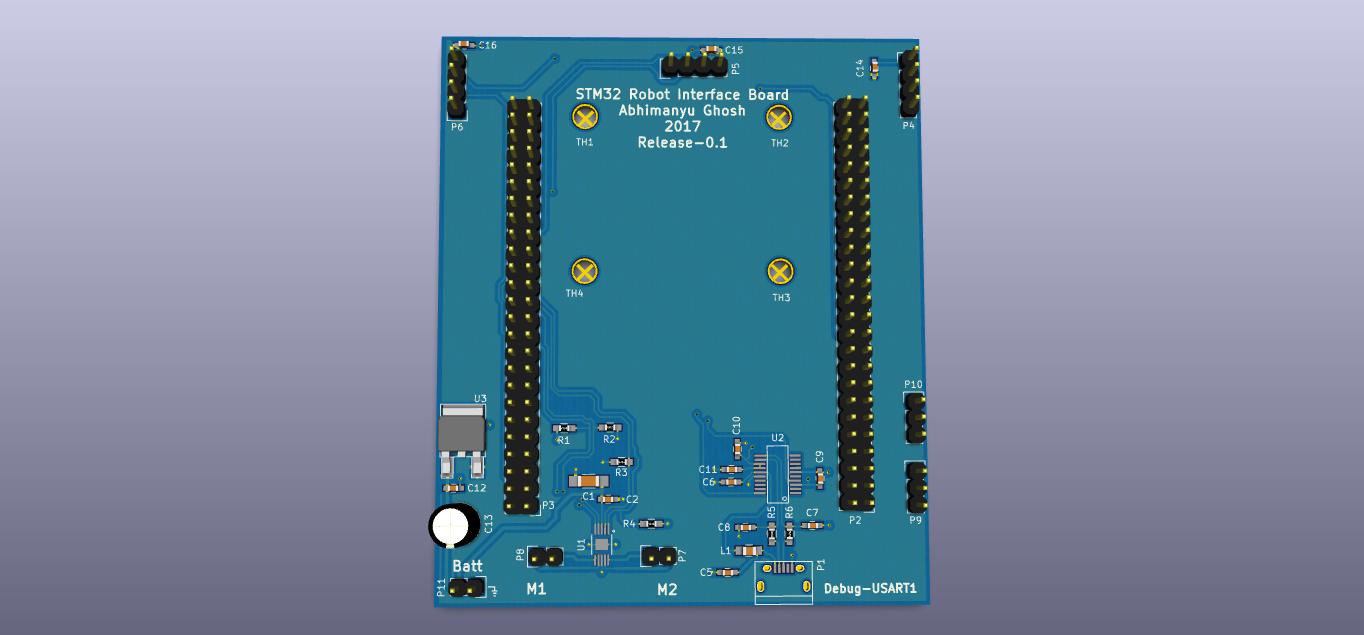 C16
C15
P5
C14
P6
P4
STM32 Robot Interface Board
Abhimanyu Ghosh
2017
Release-0.1
TH1
TH2
TH4
TH3
P10
U3
R1
R2
C10
U2
R3
C11
C9
C6
C12
C1
C2
P3
P2
P9
C13
R4
C8
R5
R6
C7
U1
L1
P8
P7
P1
C5
Batt
P11
M1
M2
Debug-USART1